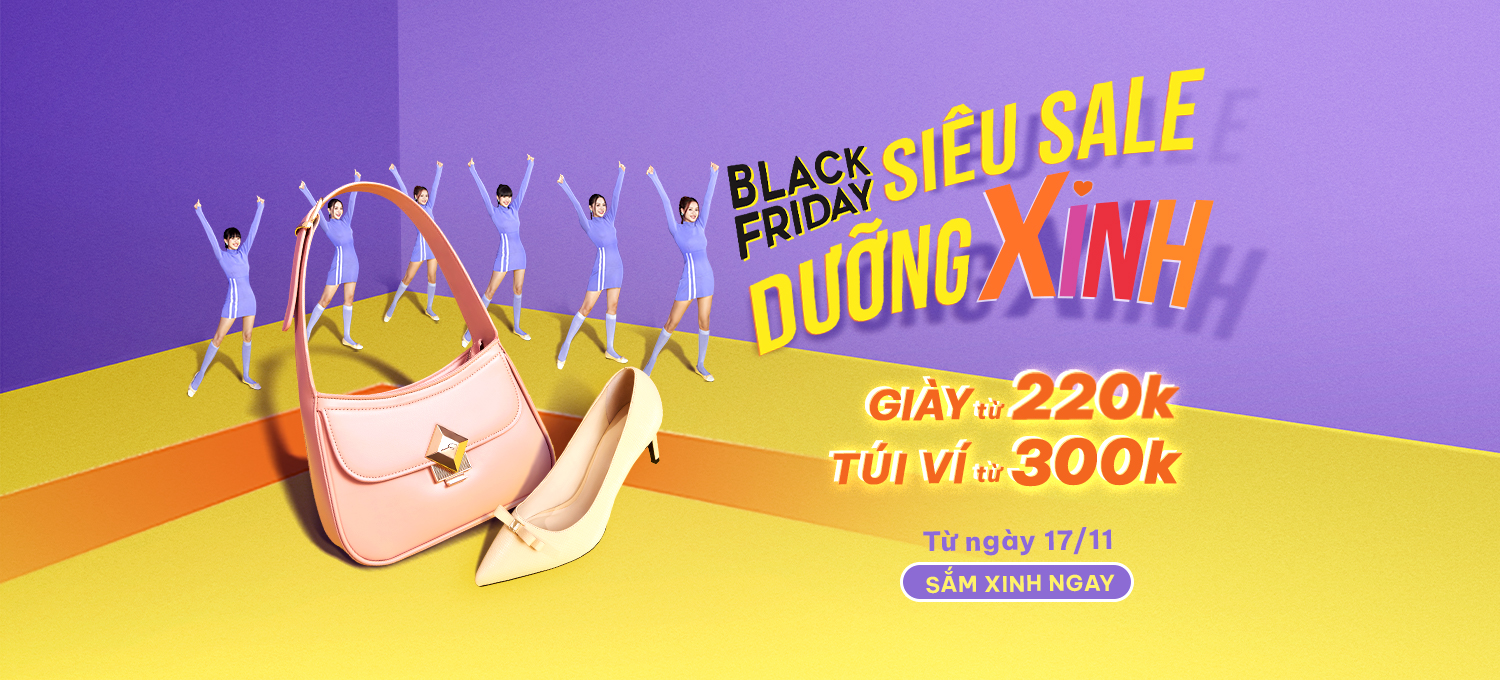 BLACK FRIDAY SIÊU SALE
DƯỠNG XINH
GIÀY từ 220k
TÚI VÍ từ 300k
Từ ngày 17/11
SẮM XINH NGAY